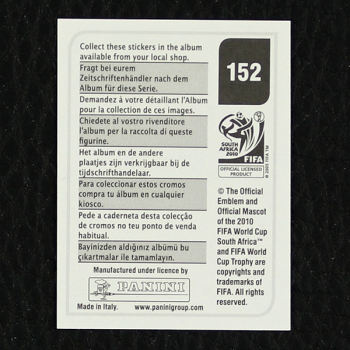 Collect these stickers in the album
available from your local shop.
Fragt bei eurem
Zeitschriftenhändler nach dem
Album für diese Serie.
Demandez à votre détaillant l'Album
pour la collection de ces images.
Chiedete al vostro rivenditore
l'album per la raccolta di queste
figurine.
Het album en de andere
plaatjes zijn verkrijgbaar bij de
tijdschrifthandelaar.
Para coleccionar estos cromos
compra tu álbum en cualquier
kiosco.
Pede a caderneta desta colecção
de cromos no teu ponto de venda
habitual.
Bayinizden aldığınız albümü bu
çıkartmalar ile tamamlayın.
Manufactured under licence by
PANINI
Made in Italy. www.paninigroup.com
152
SOUTH AFRICA
2010
FIFA
OFFICIAL LICENSED
PRODUCT
© The Official
Emblem and
Official Mascot
of the 2010
FIFA World Cup
South Africa™
and FIFA World
Cup Trophy are
copyrights and
trademarks of
FIFA. All rights
reserved.